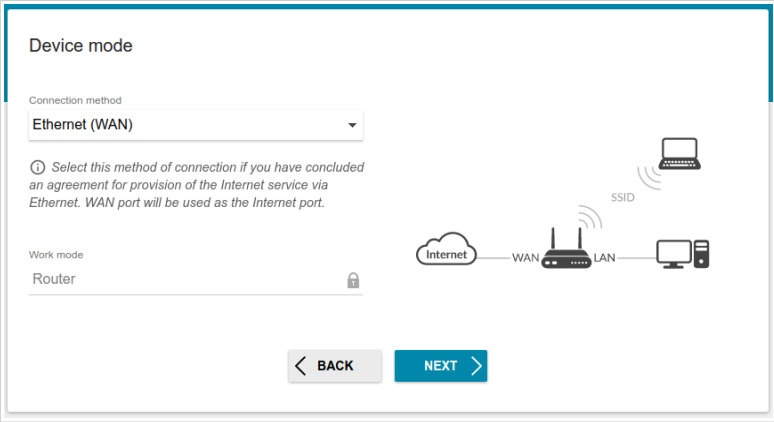 Device mode
Connection method
Ethernet (WAN)
Select this method of connection if you have concluded
an agreement for provision of the Internet service via
Ethernet. WAN port will be used as the Internet port.
Work mode
Router
SSID
Internet
WAN
LAN
BACK
NEXT